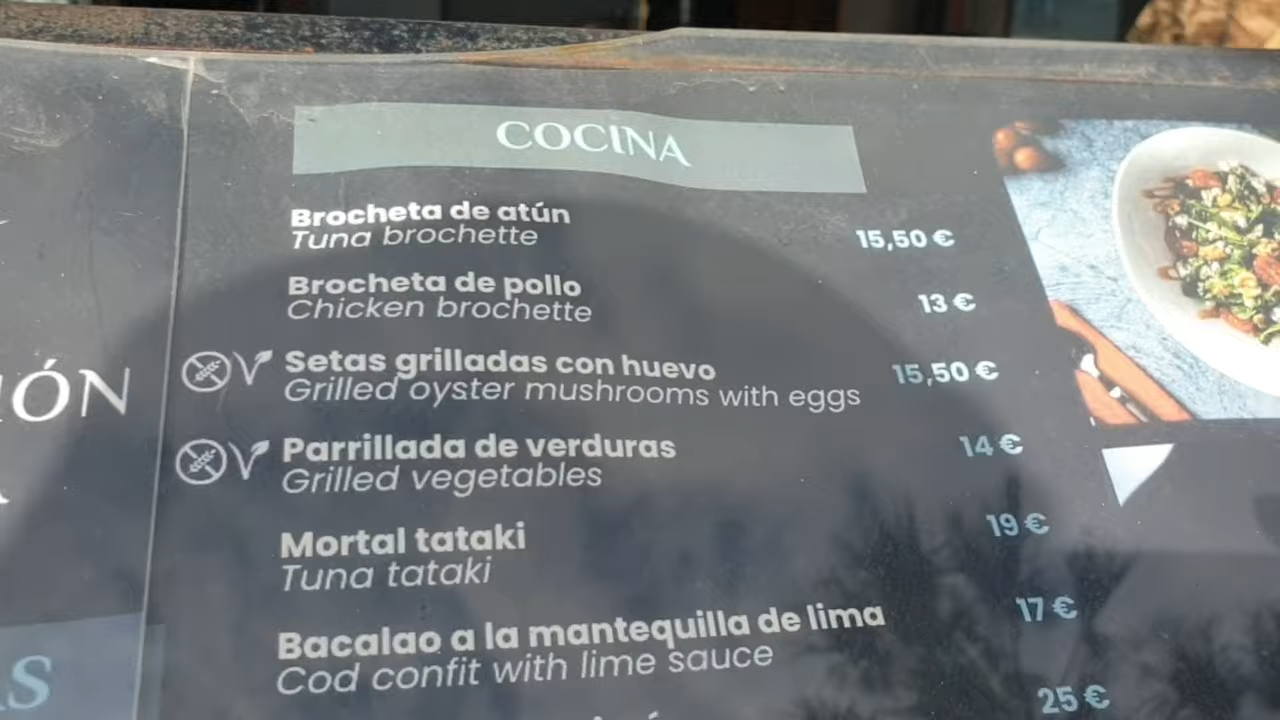 COCINA
Brocheta de atún
Tuna brochette
15,50 €
Brocheta de pollo
Chicken brochette
13 €
Setas grilladas con huevo
Grilled oyster mushrooms with eggs
15,50 €
Parrillada de verduras
Grilled vegetables
14 €
Mortal tataki
Tuna tataki
19 €
Bacalao a la mantequilla de lima
Cod confit with lime sauce
17 €
25 €
IÓN
AS